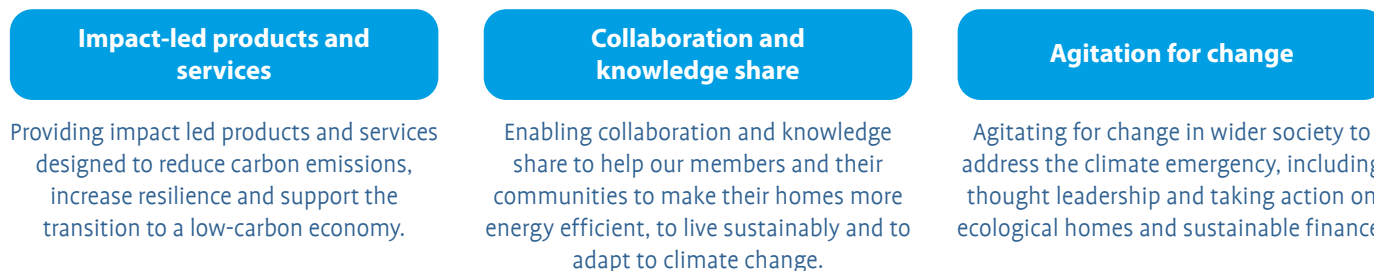 Impact-led products and
services
Providing impact led products and services
designed to reduce carbon emissions,
increase resilience and support the
transition to a low-carbon economy.
Collaboration and
knowledge share
Enabling collaboration and knowledge
share to help our members and their
communities to make their homes more
energy efficient, to live sustainably and to
adapt to climate change.
Agitation for change
Agitating for change in wider society to
address the climate emergency, including
thought leadership and taking action on
ecological homes and sustainable finance